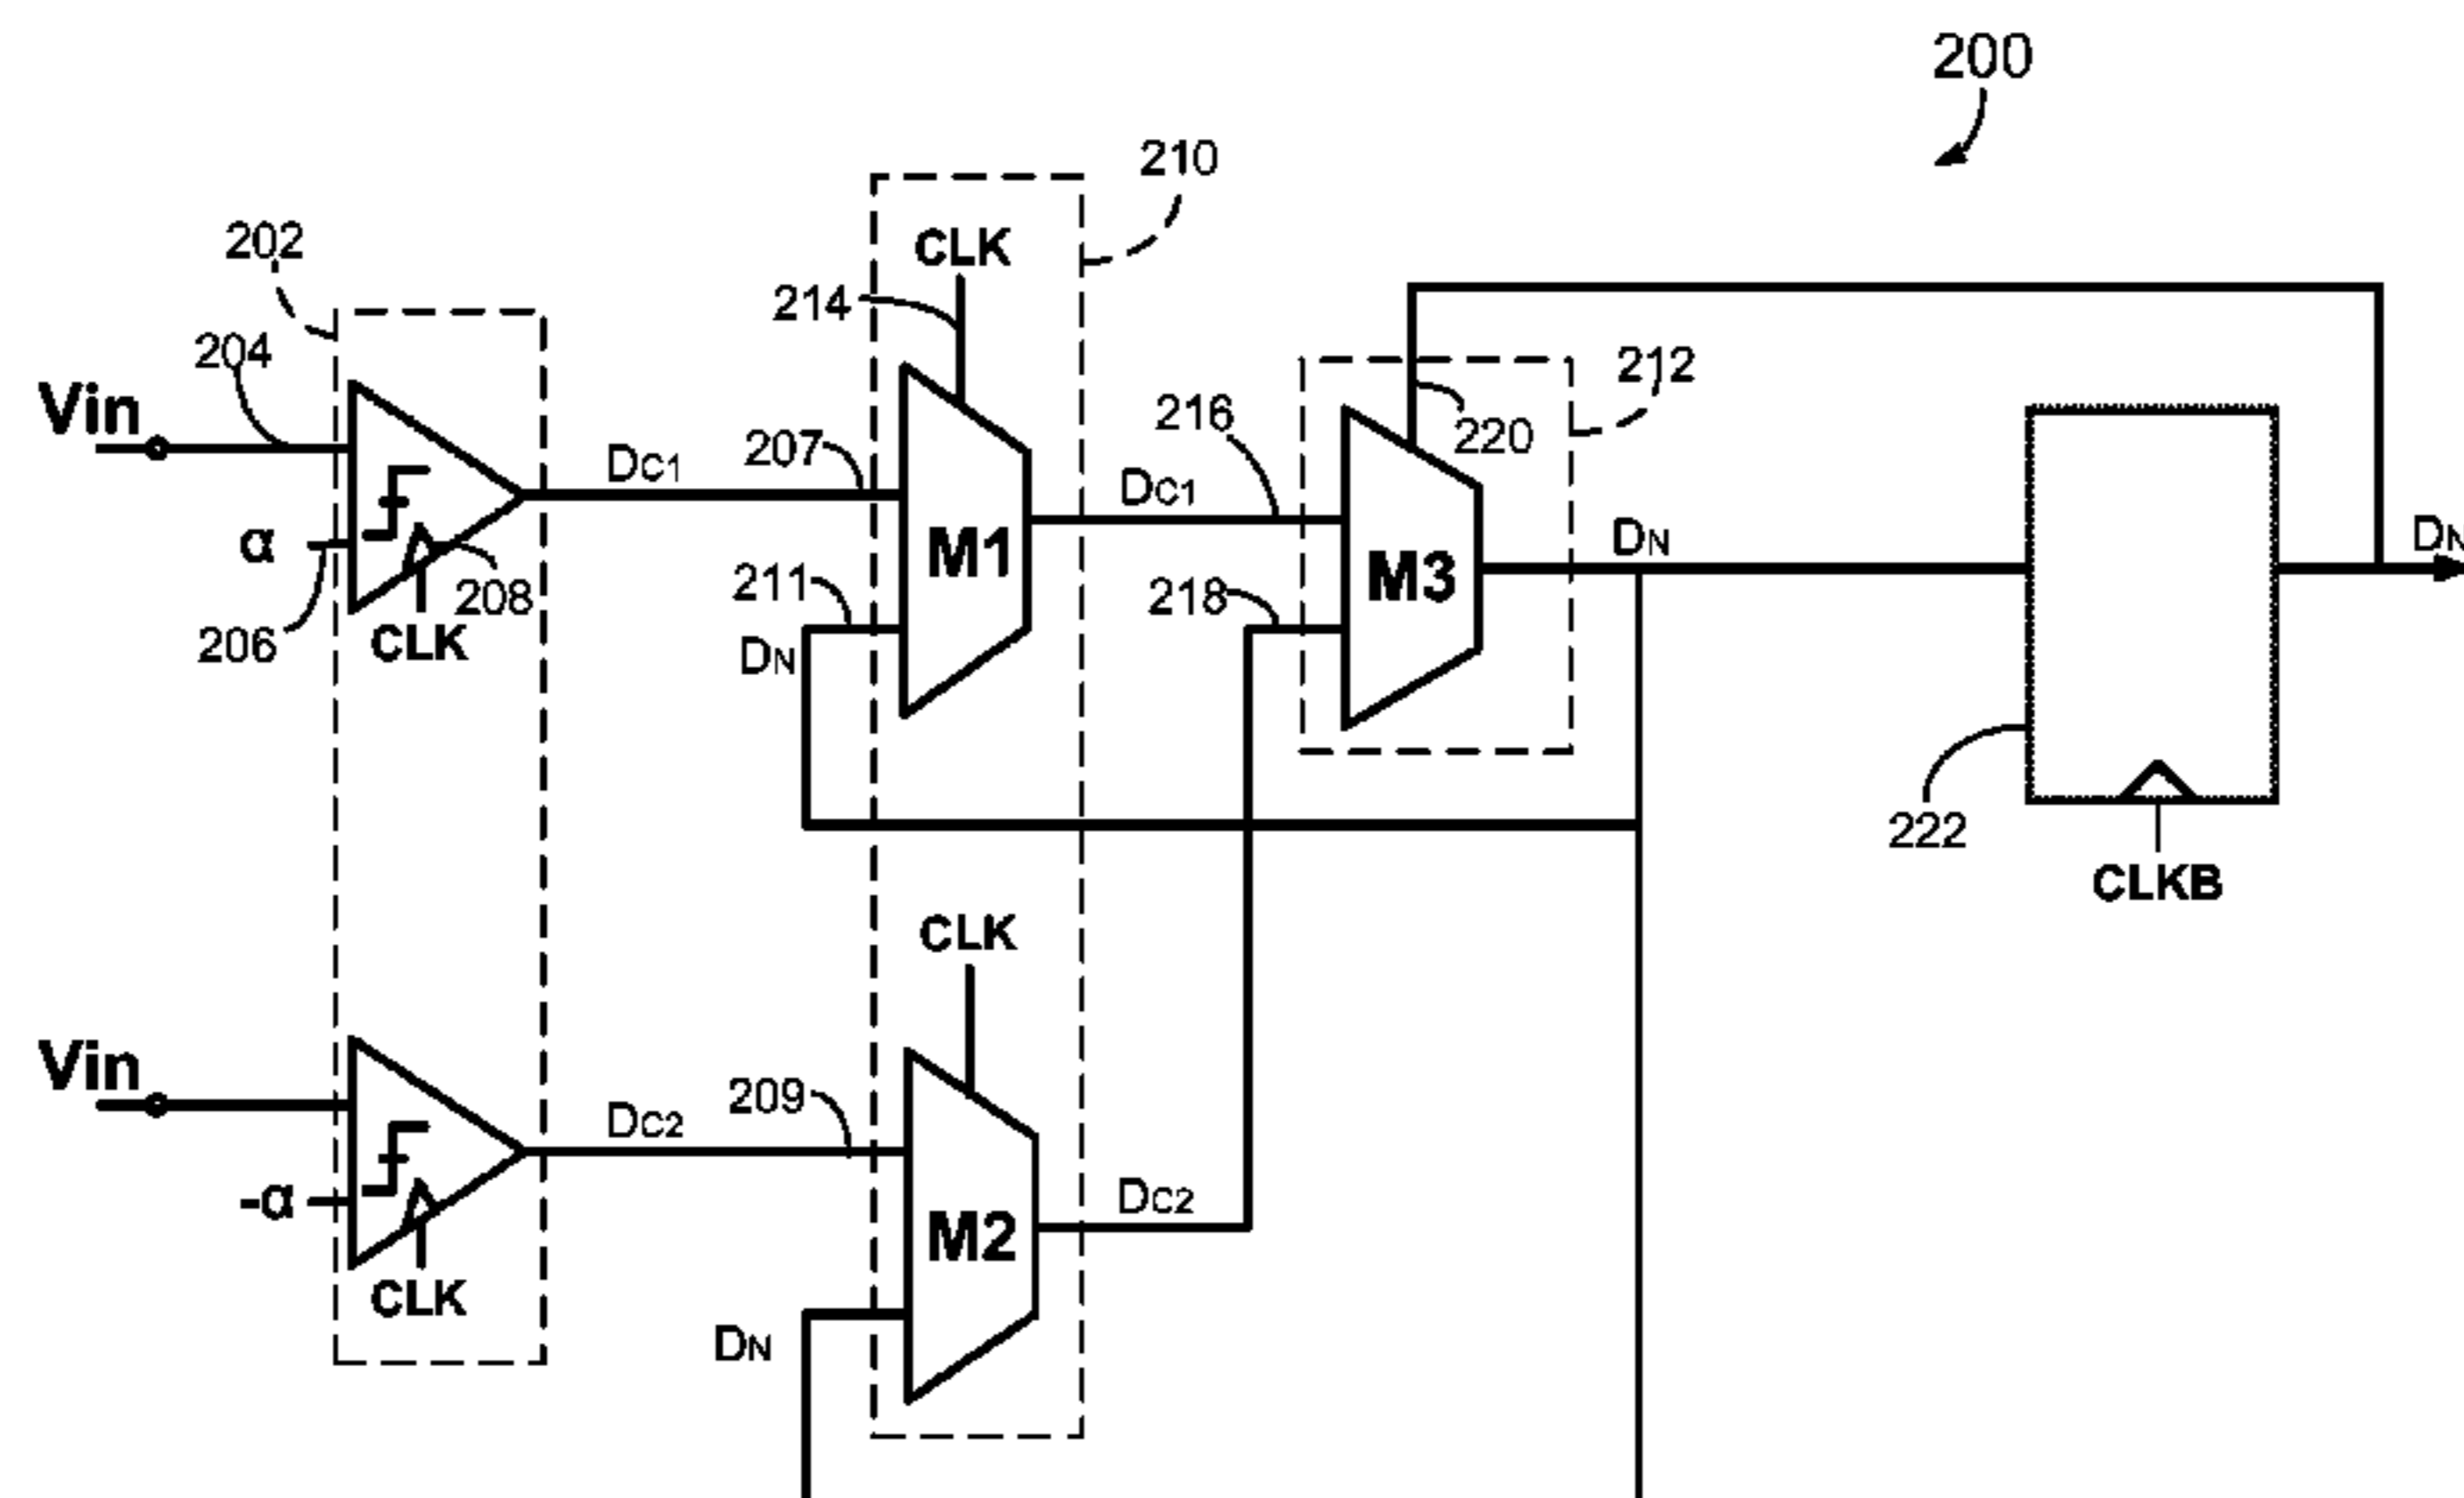 200
210
202
CLK
214
212
204
Vin
216
220
DC1
207
DC1
M1
M3
DN
DN
α
211
218
208
206
CLK
DN
222
CLKB
CLK
Vin
209
DC2
-α
DC2
M2
CLK
DN